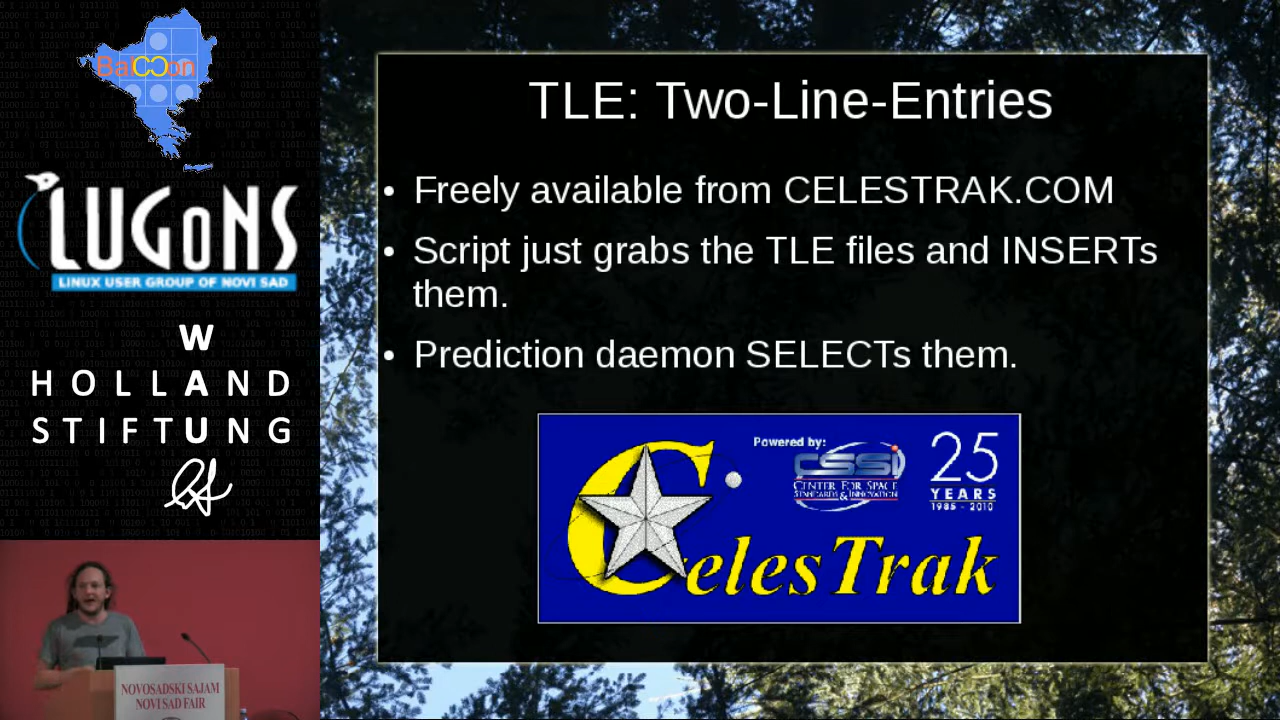 BalCCon
LUGoNS
LINUX USER GROUP OF NOVI SAD
W
HOLLAND
STIFTUNG
NOVOSADSKI SAJAM
NOVI SAD FAIR
TLE: Two-Line-Entries
• Freely available from CELESTRAK.COM
• Script just grabs the TLE files and INSERTs
them.
• Prediction daemon SELECTs them.
Powered by:
CSSI
CENTER FOR SPACE
STANDARDS & INNOVATION
25
YEARS
1985 - 2010
CelesTrak